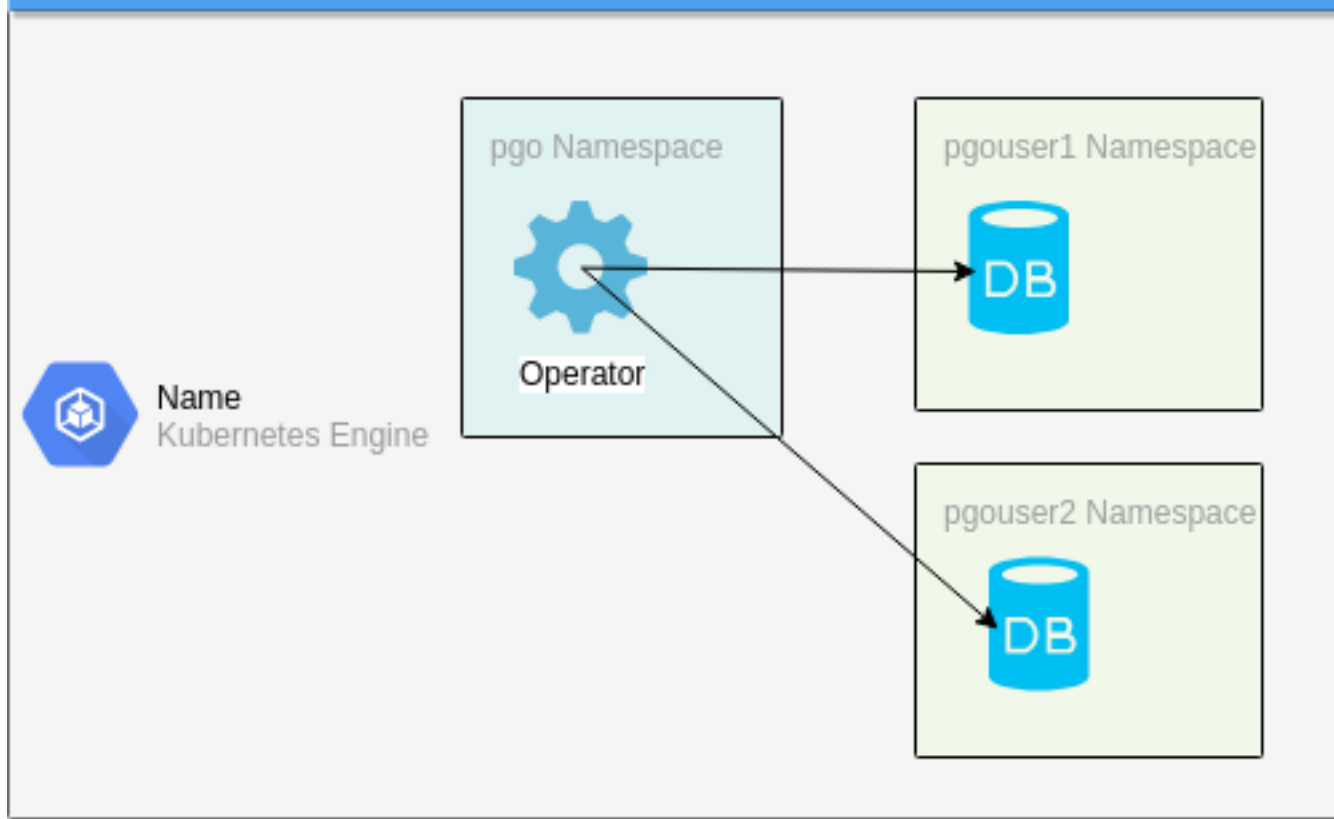 pgo Namespace
pgouser1 Namespace
DB
Operator
Name
Kubernetes Engine
pgouser2 Namespace
DB